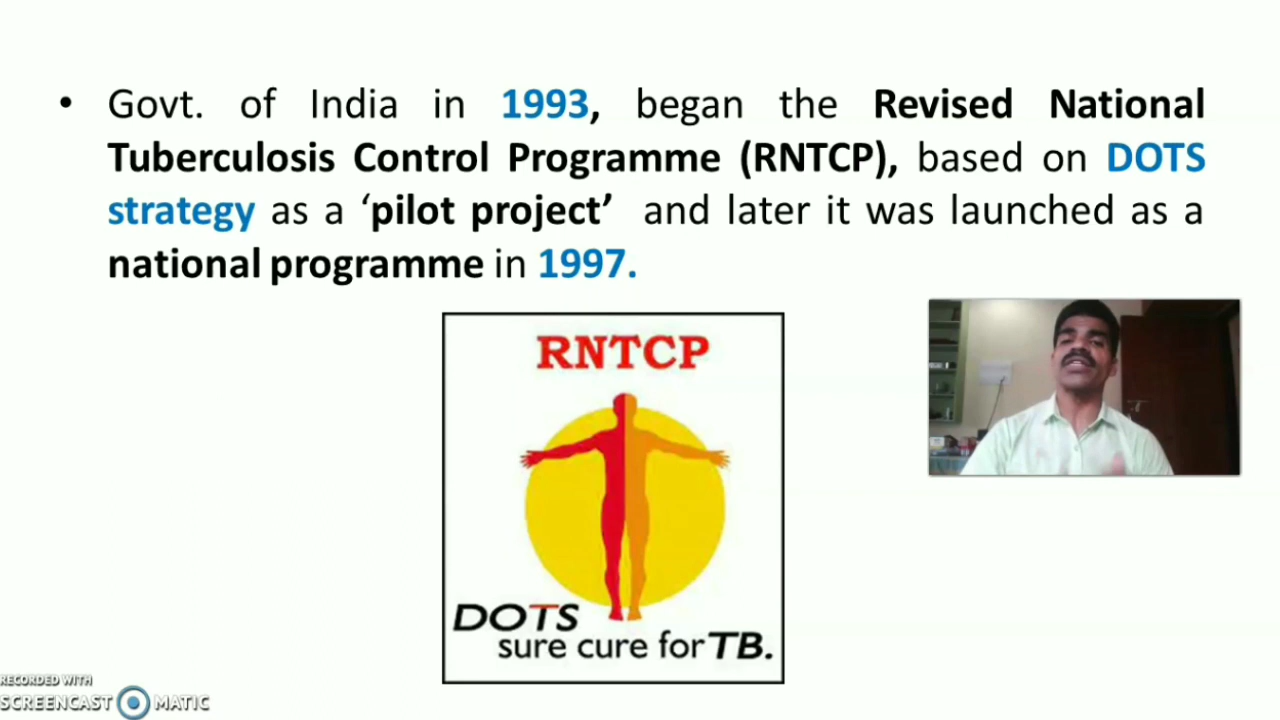 • Govt. of India in 1993, began the Revised National
Tuberculosis Control Programme (RNTCP), based on DOTS
strategy as a ‘pilot project’ and later it was launched as a
national programme in 1997.
RNTCP
DOTS
sure cure for TB.
RECORDED WITH
SCREENCAST MATIC